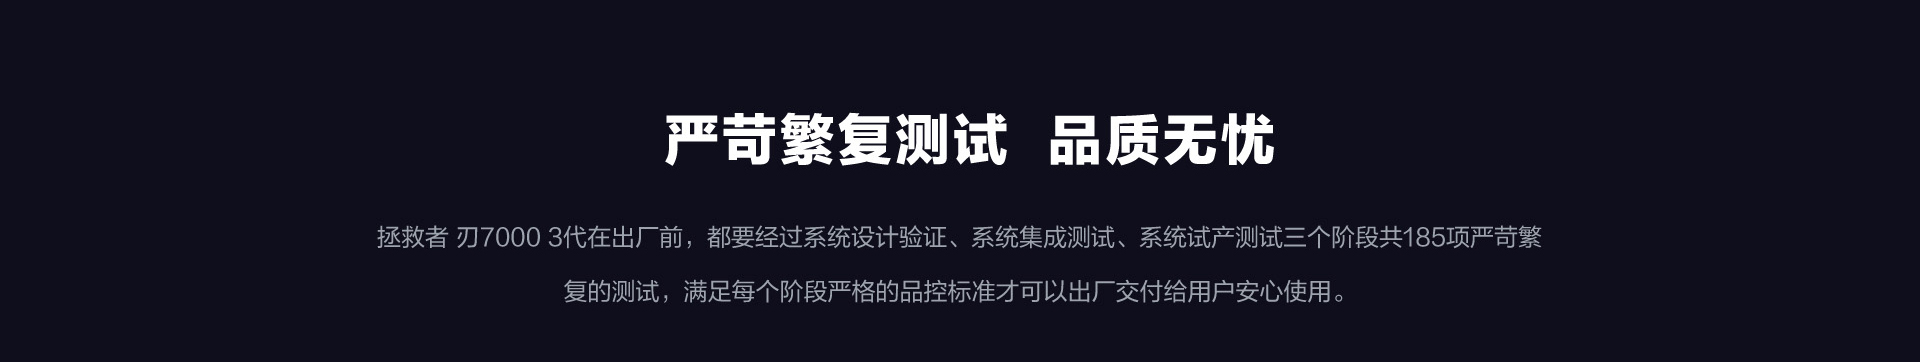 严苛繁复测试 品质无忧
拯救者 刃7000 3代在出厂前，都要经过系统设计验证、系统集成测试、系统试产测试三个阶段共185项严苛繁
复的测试，满足每个阶段严格的品控标准才可以出厂交付给用户安心使用。